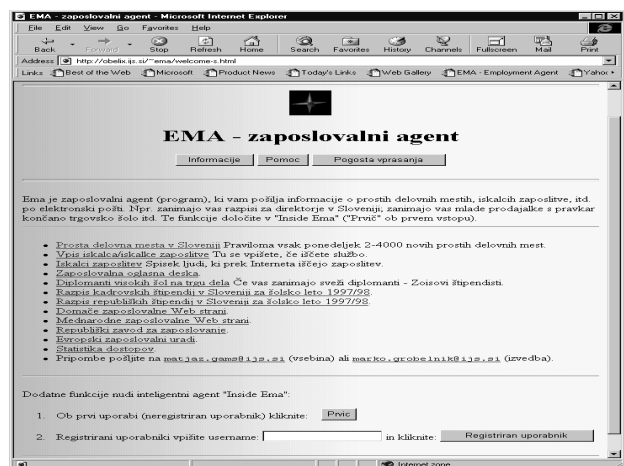 EMA - zaposlovalni agent - Microsoft Internet Explorer
File Edit View Go Favorites Help
Back Forward Stop Refresh Home Search Favorites History Channels Fullscreen Mail Print
Address http://obelix.ijs.si/~ema/welcome-s.html
Links Best of the Web Microsoft Product News Today's Links Web Gallery EMA - Employment Agent Yahoo
EMA - zaposlovalni agent
Informacije Pomoc Pogosta vprasanja
Ema je zaposlovalni agent (program), ki vam pošilja informacije o prostih delovnih mestih, iskalcih zaposlitve, itd.
po elektronski pošti. Npr. zanimajo vas razpisi za direktorje v Sloveniji; zanimajo vas mlade prodajalke s pravkar
končano trgovsko šolo itd. Te funkcije določite v "Inside Ema" ("Prvič" ob prvem vstopu).
Prosta delovna mesta v Sloveniji Praviloma vsak ponedeljek 2-4000 novih prostih delovnih mest.
Vpis iskalca/iskalke zaposlitve Tu se vpišete, če iščete službo.
Iskalci zaposlitev Spisek ljudi, ki prek Interneta iščejo zaposlitev.
Zaposlovalna oglasna deska.
Diplomanti visokih šol na trgu dela Če vas zanimajo sveži diplomanti - Zoisovi štipendisti.
Razpis kadrovskih štipendij v Sloveniji za šolsko leto 1997/98.
Razpis republiških štipendij v Sloveniji za šolsko leto 1997/98.
Domače zaposlovalne Web strani.
Mednarodne zaposlovalne Web strani.
Republiški zavod za zaposlovanje.
Evropski zaposlovalni uradi.
Statistika dostopov.
Pripombe pošljite na matjaz.gams@ijs.si (vsebina) ali marko.grobelnik@ijs.si (izvedba).
Dodatne funkcije nudi inteligentni agent "Inside Ema":
1. Ob prvi uporabi (neregistriran uporabnik) kliknite: Prvic
2. Registrirani uporabniki vpišite username: in kliknite: Registriran uporabnik
Internet zone